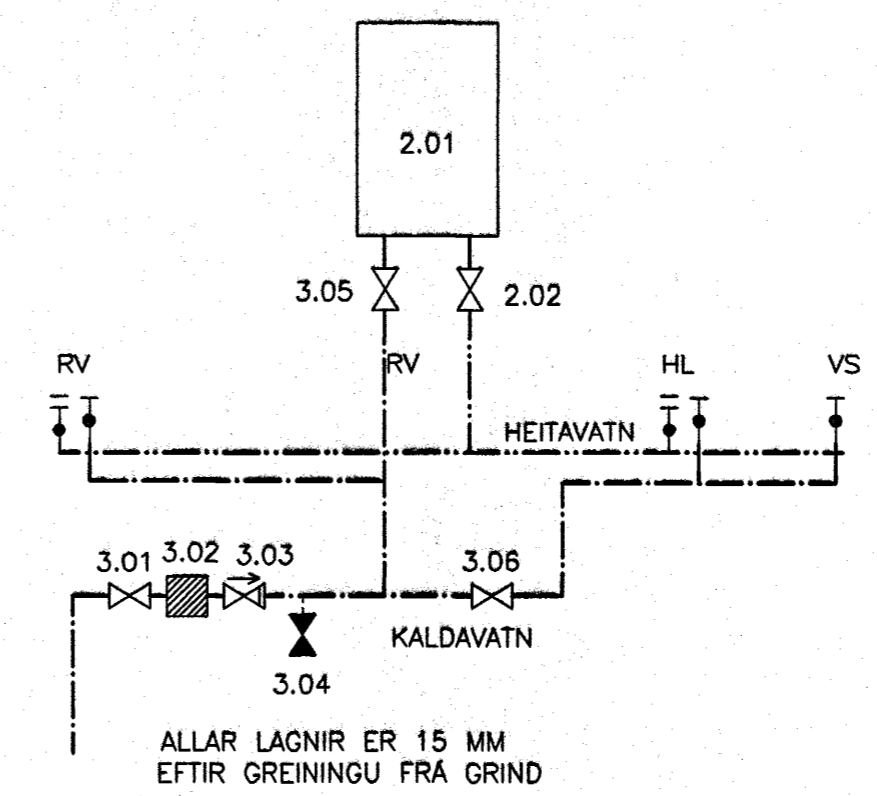 2.01
3.05
2.02
RV
RV
HL
VS
HEITAVATN
3.01
3.02
3.03
3.06
KALDAVATN
3.04
ALLAR LAGNIR ER 15 MM
EFTIR GREININGU FRÁ GRIND